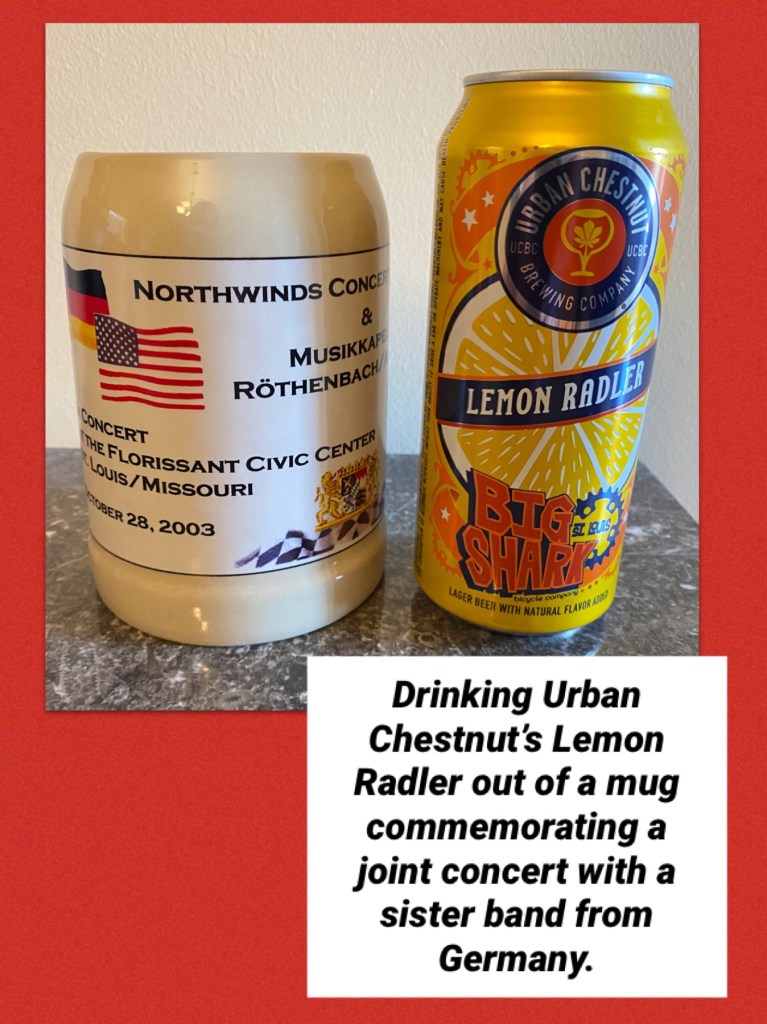 NORTHWINDS CONCER
&
MUSIKKAPE
RÖTHENBACH/
CONCERT
THE FLORISSANT CIVIC CENTER
T. LOUIS/MISSOURI
OCTOBER 28, 2003
URBAN CHESTNUT
UCBC UCBC
BREWING COMPANY
LEMON RADLER
BIG
ST. LOUIS
SHARK
bicycle company
LAGER BEER WITH NATURAL FLAVOR ADDED
Drinking Urban
Chestnut’s Lemon
Radler out of a mug
commemorating a
joint concert with a
sister band from
Germany.